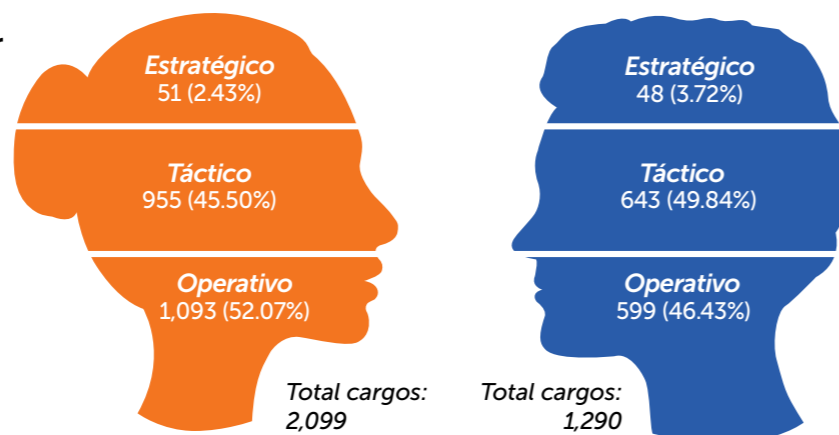 Estratégico
51 (2.43%)
Táctico
955 (45.50%)
Operativo
1,093 (52.07%)
Total cargos:
2,099
Estratégico
48 (3.72%)
Táctico
643 (49.84%)
Operativo
599 (46.43%)
Total cargos:
1,290